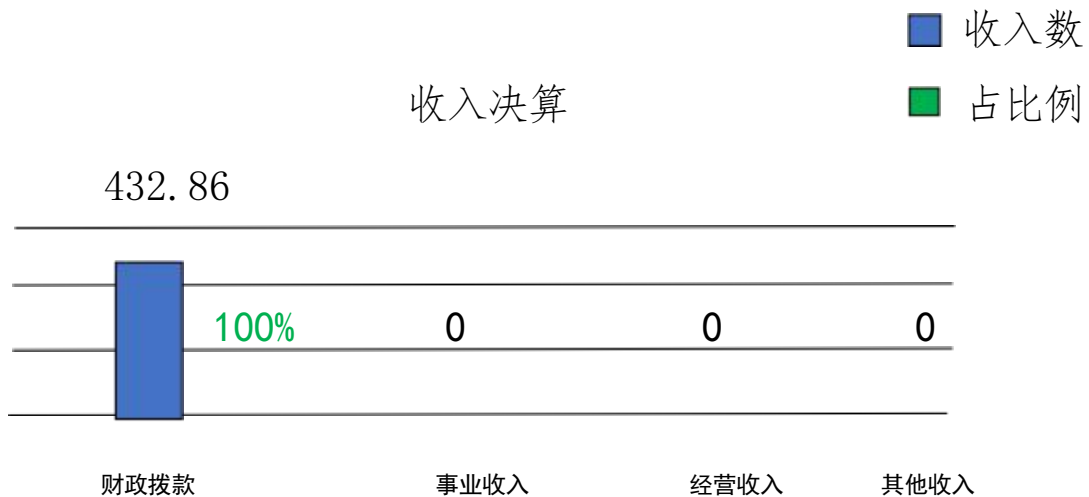 收入数
收入决算
占比例
432.86
100% 0 0 0
财政拨款 事业收入 经营收入 其他收入